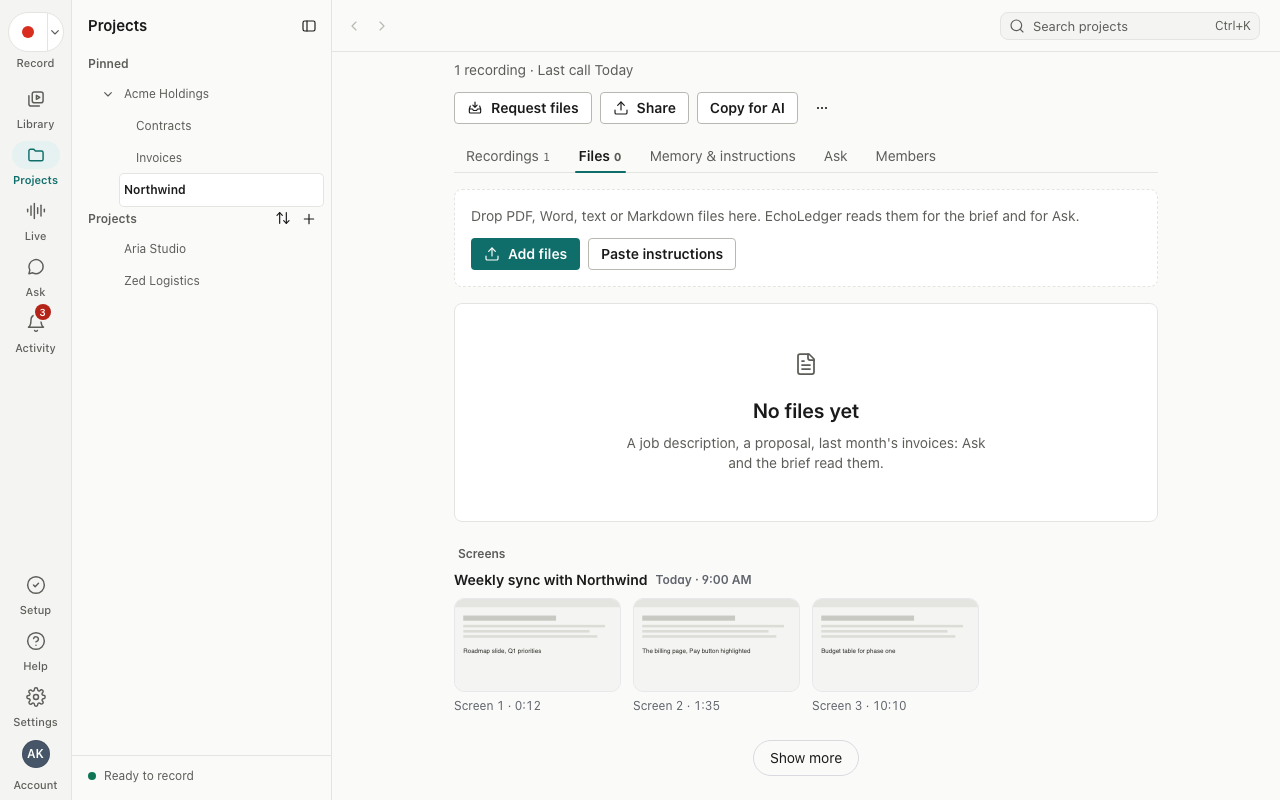 Record
Library
Projects
Live
Ask
3
Activity
Setup
Help
Settings
AK
Account
Projects
Pinned
Acme Holdings
Contracts
Invoices
Northwind
Projects
Aria Studio
Zed Logistics
Ready to record
Search projects Ctrl+K
1 recording · Last call Today
Request files Share Copy for AI ···
Recordings 1 Files 0 Memory & instructions Ask Members
Drop PDF, Word, text or Markdown files here. EchoLedger reads them for the brief and for Ask.
Add files Paste instructions
No files yet
A job description, a proposal, last month's invoices: Ask
and the brief read them.
Screens
Weekly sync with Northwind Today · 9:00 AM
Roadmap slide, Q1 priorities
The billing page, Pay button highlighted
Budget table for phase one
Screen 1 · 0:12
Screen 2 · 1:35
Screen 3 · 10:10
Show more